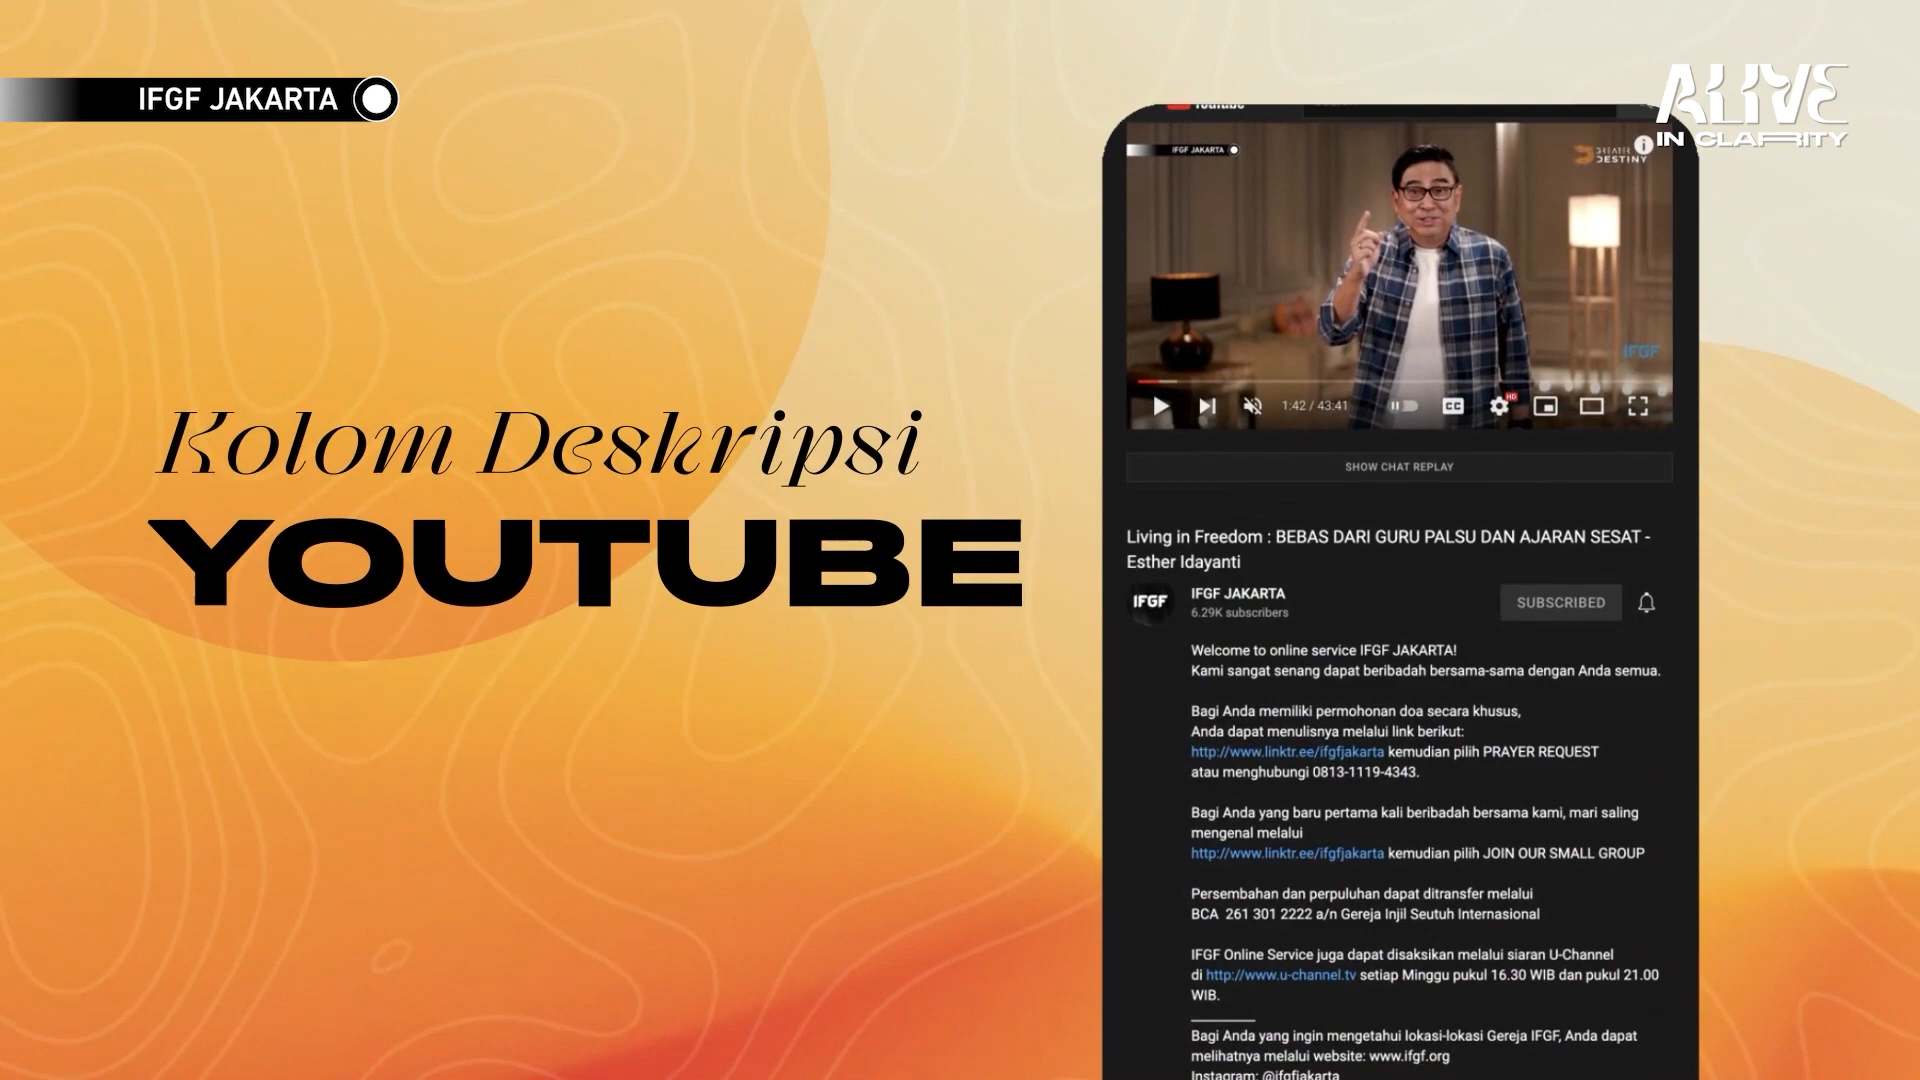 IFGF JAKARTA
ALIVE
IN CLARITY
Kolom Deskripsi
YOUTUBE
YouTube
IFGF JAKARTA
GREATER
DESTINY
IFGF
1:42 / 43:41
CC
HD
SHOW CHAT REPLAY
Living in Freedom : BEBAS DARI GURU PALSU DAN AJARAN SESAT -
Esther Idayanti
IFGF
IFGF JAKARTA
6.29K subscribers
SUBSCRIBED
Welcome to online service IFGF JAKARTA!
Kami sangat senang dapat beribadah bersama-sama dengan Anda semua.
Bagi Anda memiliki permohonan doa secara khusus,
Anda dapat menulisnya melalui link berikut:
http://www.linktr.ee/ifgfjakarta kemudian pilih PRAYER REQUEST
atau menghubungi 0813-1119-4343.
Bagi Anda yang baru pertama kali beribadah bersama kami, mari saling
mengenal melalui
http://www.linktr.ee/ifgfjakarta kemudian pilih JOIN OUR SMALL GROUP
Persembahan dan perpuluhan dapat ditransfer melalui
BCA 261 301 2222 a/n Gereja Injil Seutuh Internasional
IFGF Online Service juga dapat disaksikan melalui siaran U-Channel
di http://www.u-channel.tv setiap Minggu pukul 16.30 WIB dan pukul 21.00
WIB.
Bagi Anda yang ingin mengetahui lokasi-lokasi Gereja IFGF, Anda dapat
melihatnya melalui website: www.ifgf.org
Instagram: @ifgfjakarta